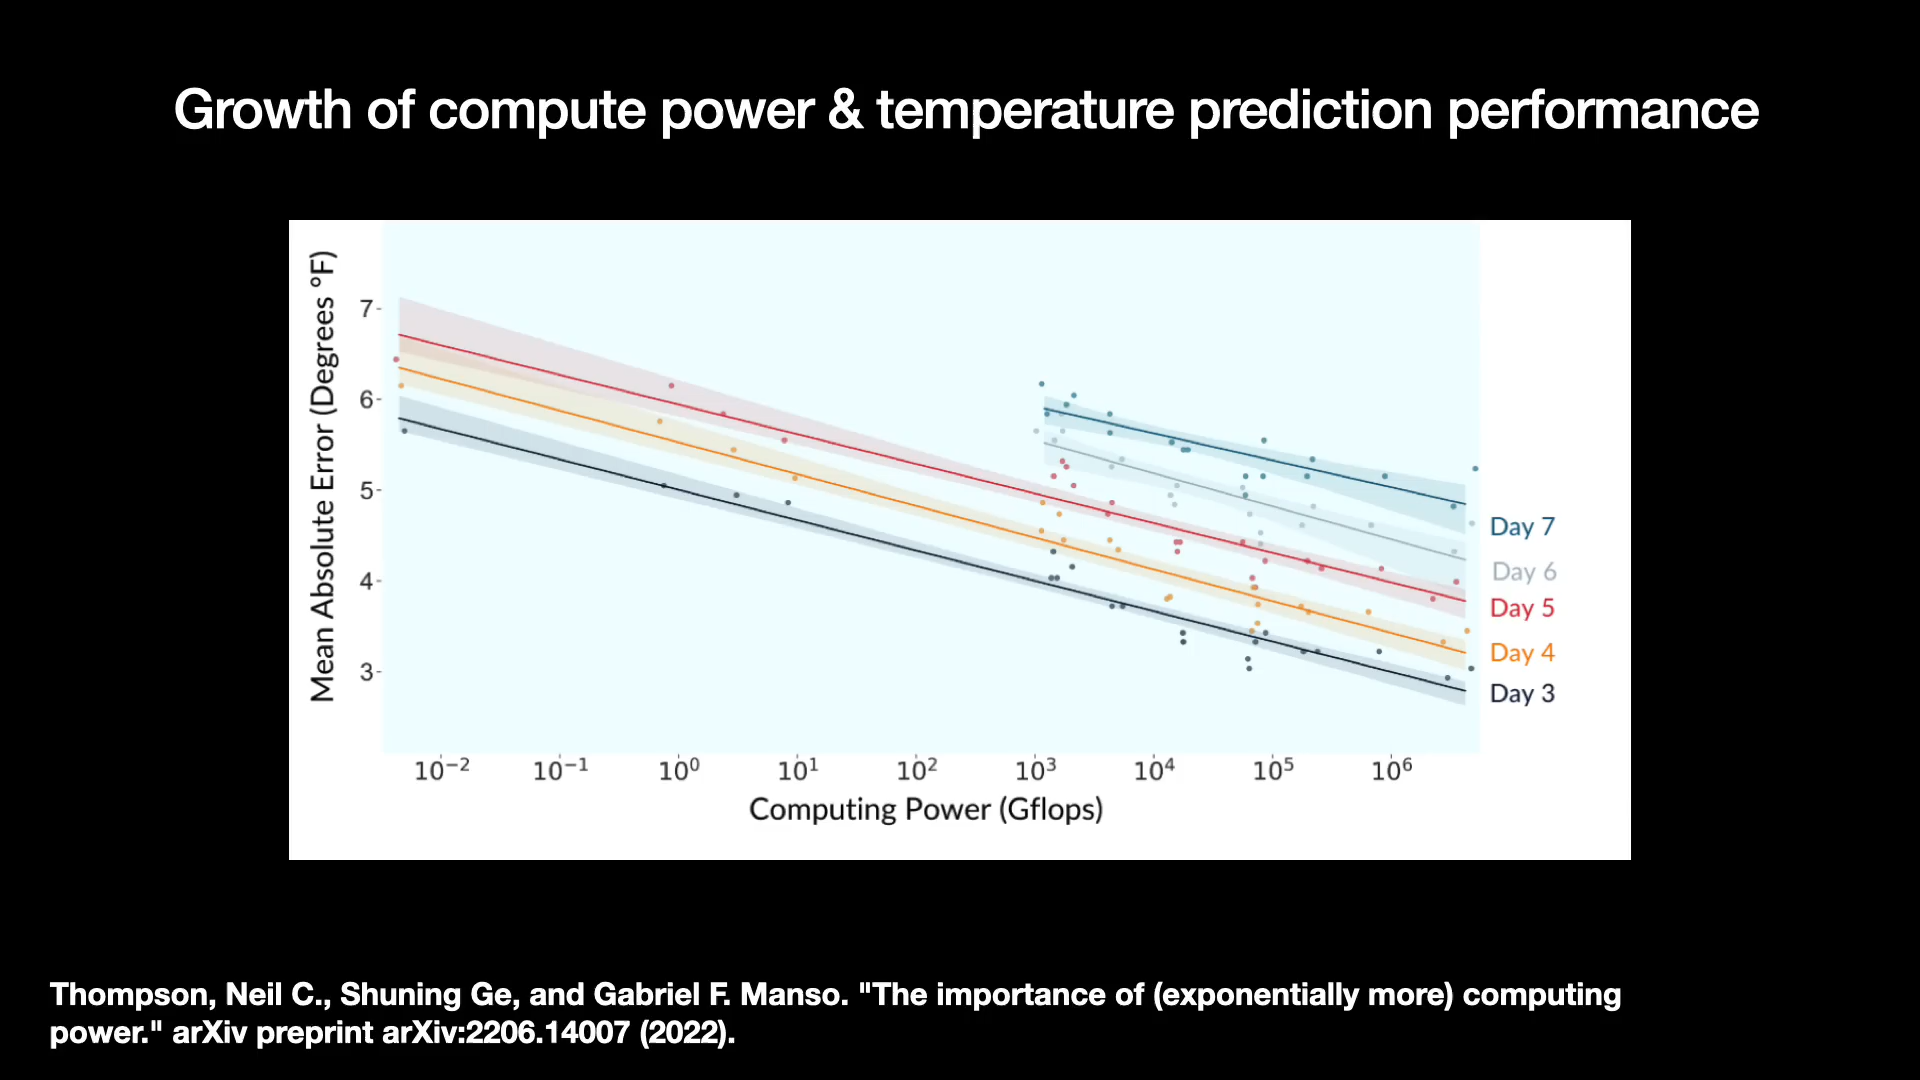 Growth of compute power & temperature prediction performance
Mean Absolute Error (Degrees °F)
7
6
5
4
3
Day 7
Day 6
Day 5
Day 4
Day 3
10⁻² 10⁻¹ 10⁰ 10¹ 10² 10³ 10⁴ 10⁵ 10⁶
Computing Power (Gflops)
Thompson, Neil C., Shuning Ge, and Gabriel F. Manso. "The importance of (exponentially more) computing
power." arXiv preprint arXiv:2206.14007 (2022).